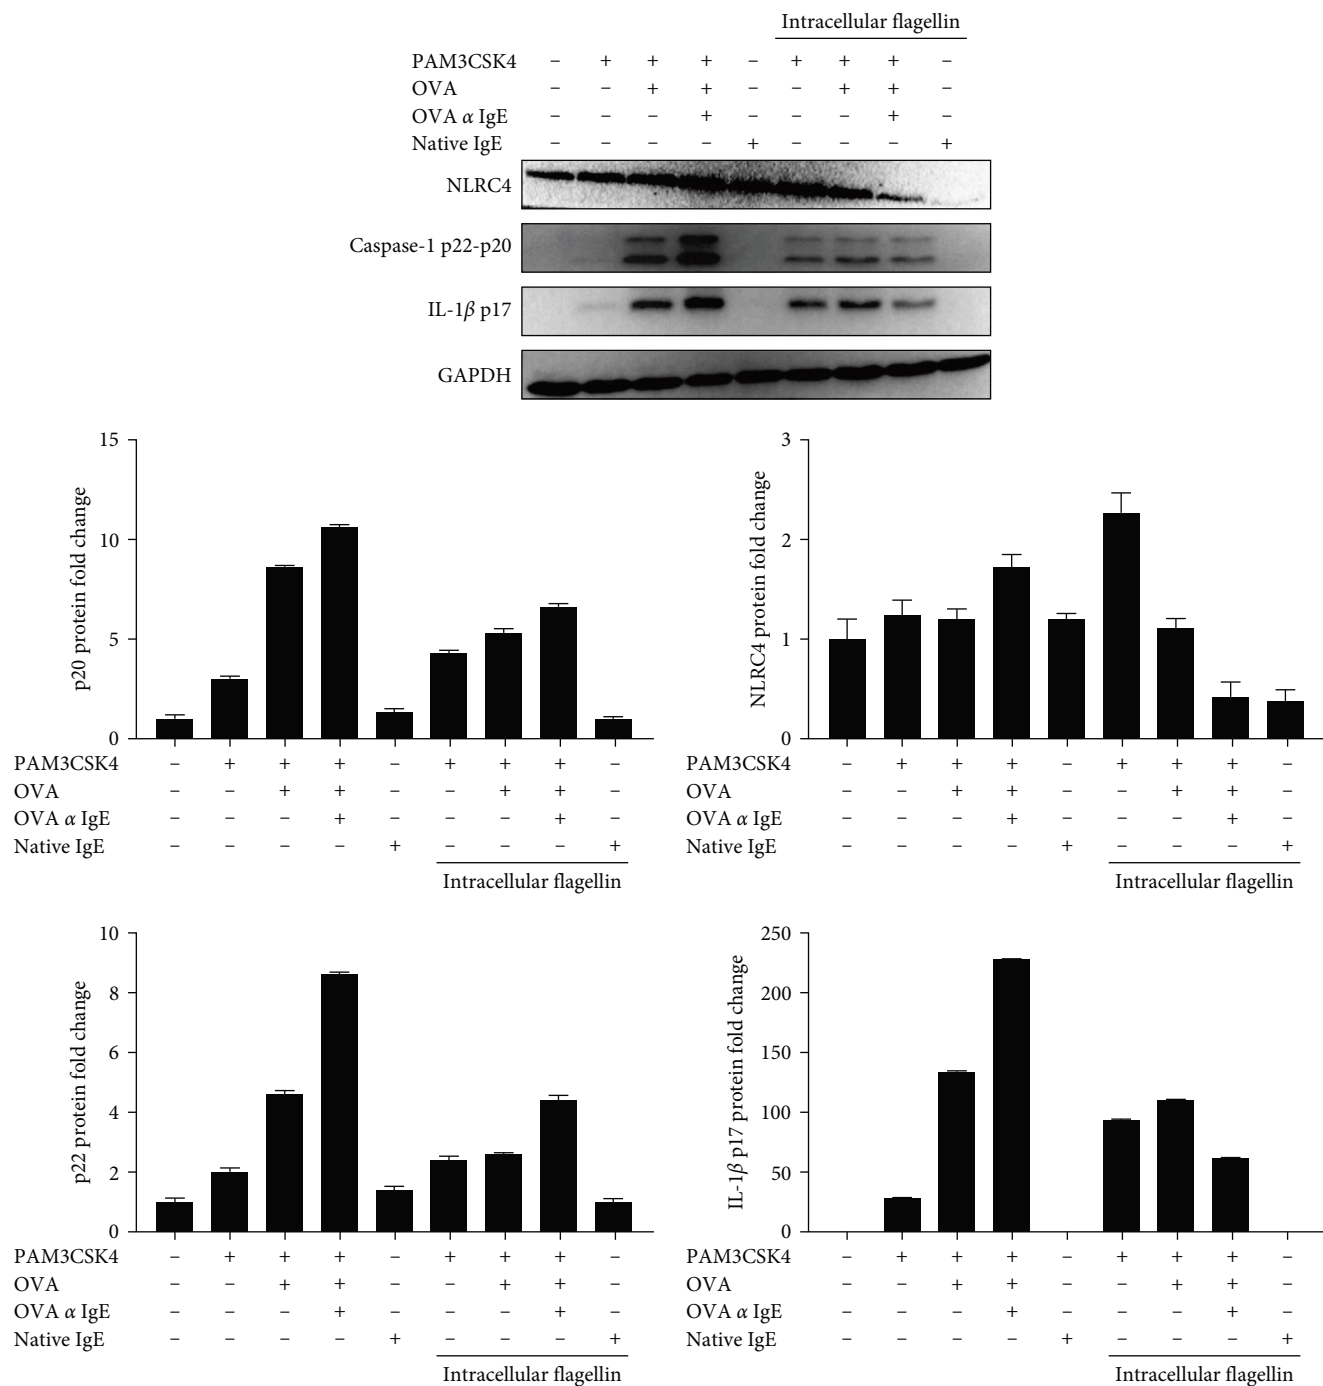 Intracellular flagellin
PAM3CSK4 – + + + – + + + –
OVA – – + + – – + + –
OVA α IgE – – – + – – – + –
Native IgE – – – – + – – – +
NLRC4
Caspase-1 p22-p20
IL-1β p17
GAPDH
p20 protein fold change
15
10
5
0
PAM3CSK4 – + + + – + + + –
OVA – – + + – – + + –
OVA α IgE – – – + – – – + –
Native IgE – – – – + – – – +
Intracellular flagellin
NLRC4 protein fold change
3
2
1
0
PAM3CSK4 – + + + – + + + –
OVA – – + + – – + + –
OVA α IgE – – – + – – – + –
Native IgE – – – – + – – – +
Intracellular flagellin
p22 protein fold change
10
8
6
4
2
0
PAM3CSK4 – + + + – + + + –
OVA – – + + – – + + –
OVA α IgE – – – + – – – + –
Native IgE – – – – + – – – +
Intracellular flagellin
IL-1β p17 protein fold change
250
200
150
100
50
0
PAM3CSK4 – + + + – + + + –
OVA – – + + – – + + –
OVA α IgE – – – + – – – + –
Native IgE – – – – + – – – +
Intracellular flagellin